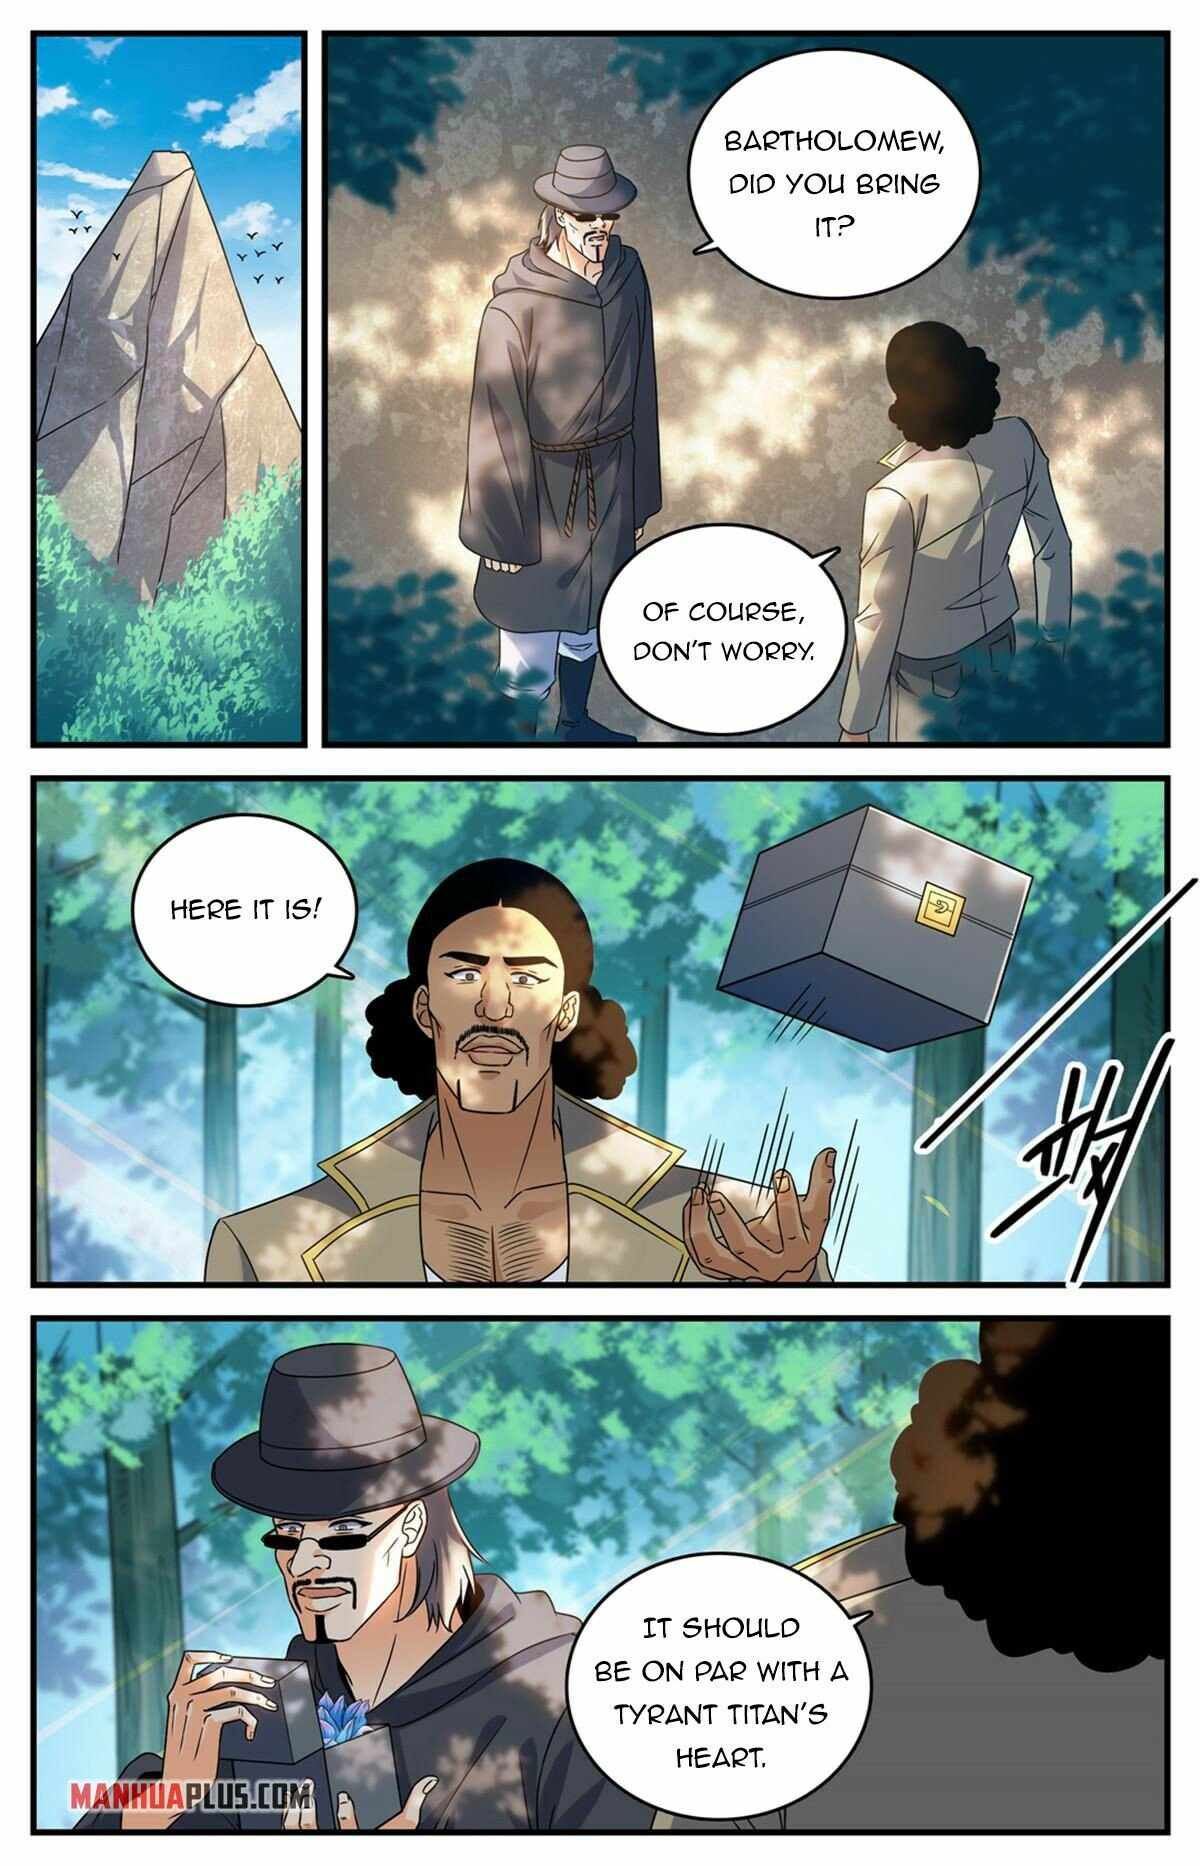 BARTHOLOMEW,
DID YOU BRING
IT?
OF COURSE,
DON'T WORRY.
HERE IT IS!
IT SHOULD
BE ON PAR WITH A
TYRANT TITAN'S
HEART.
MANHUAPLUS.COM